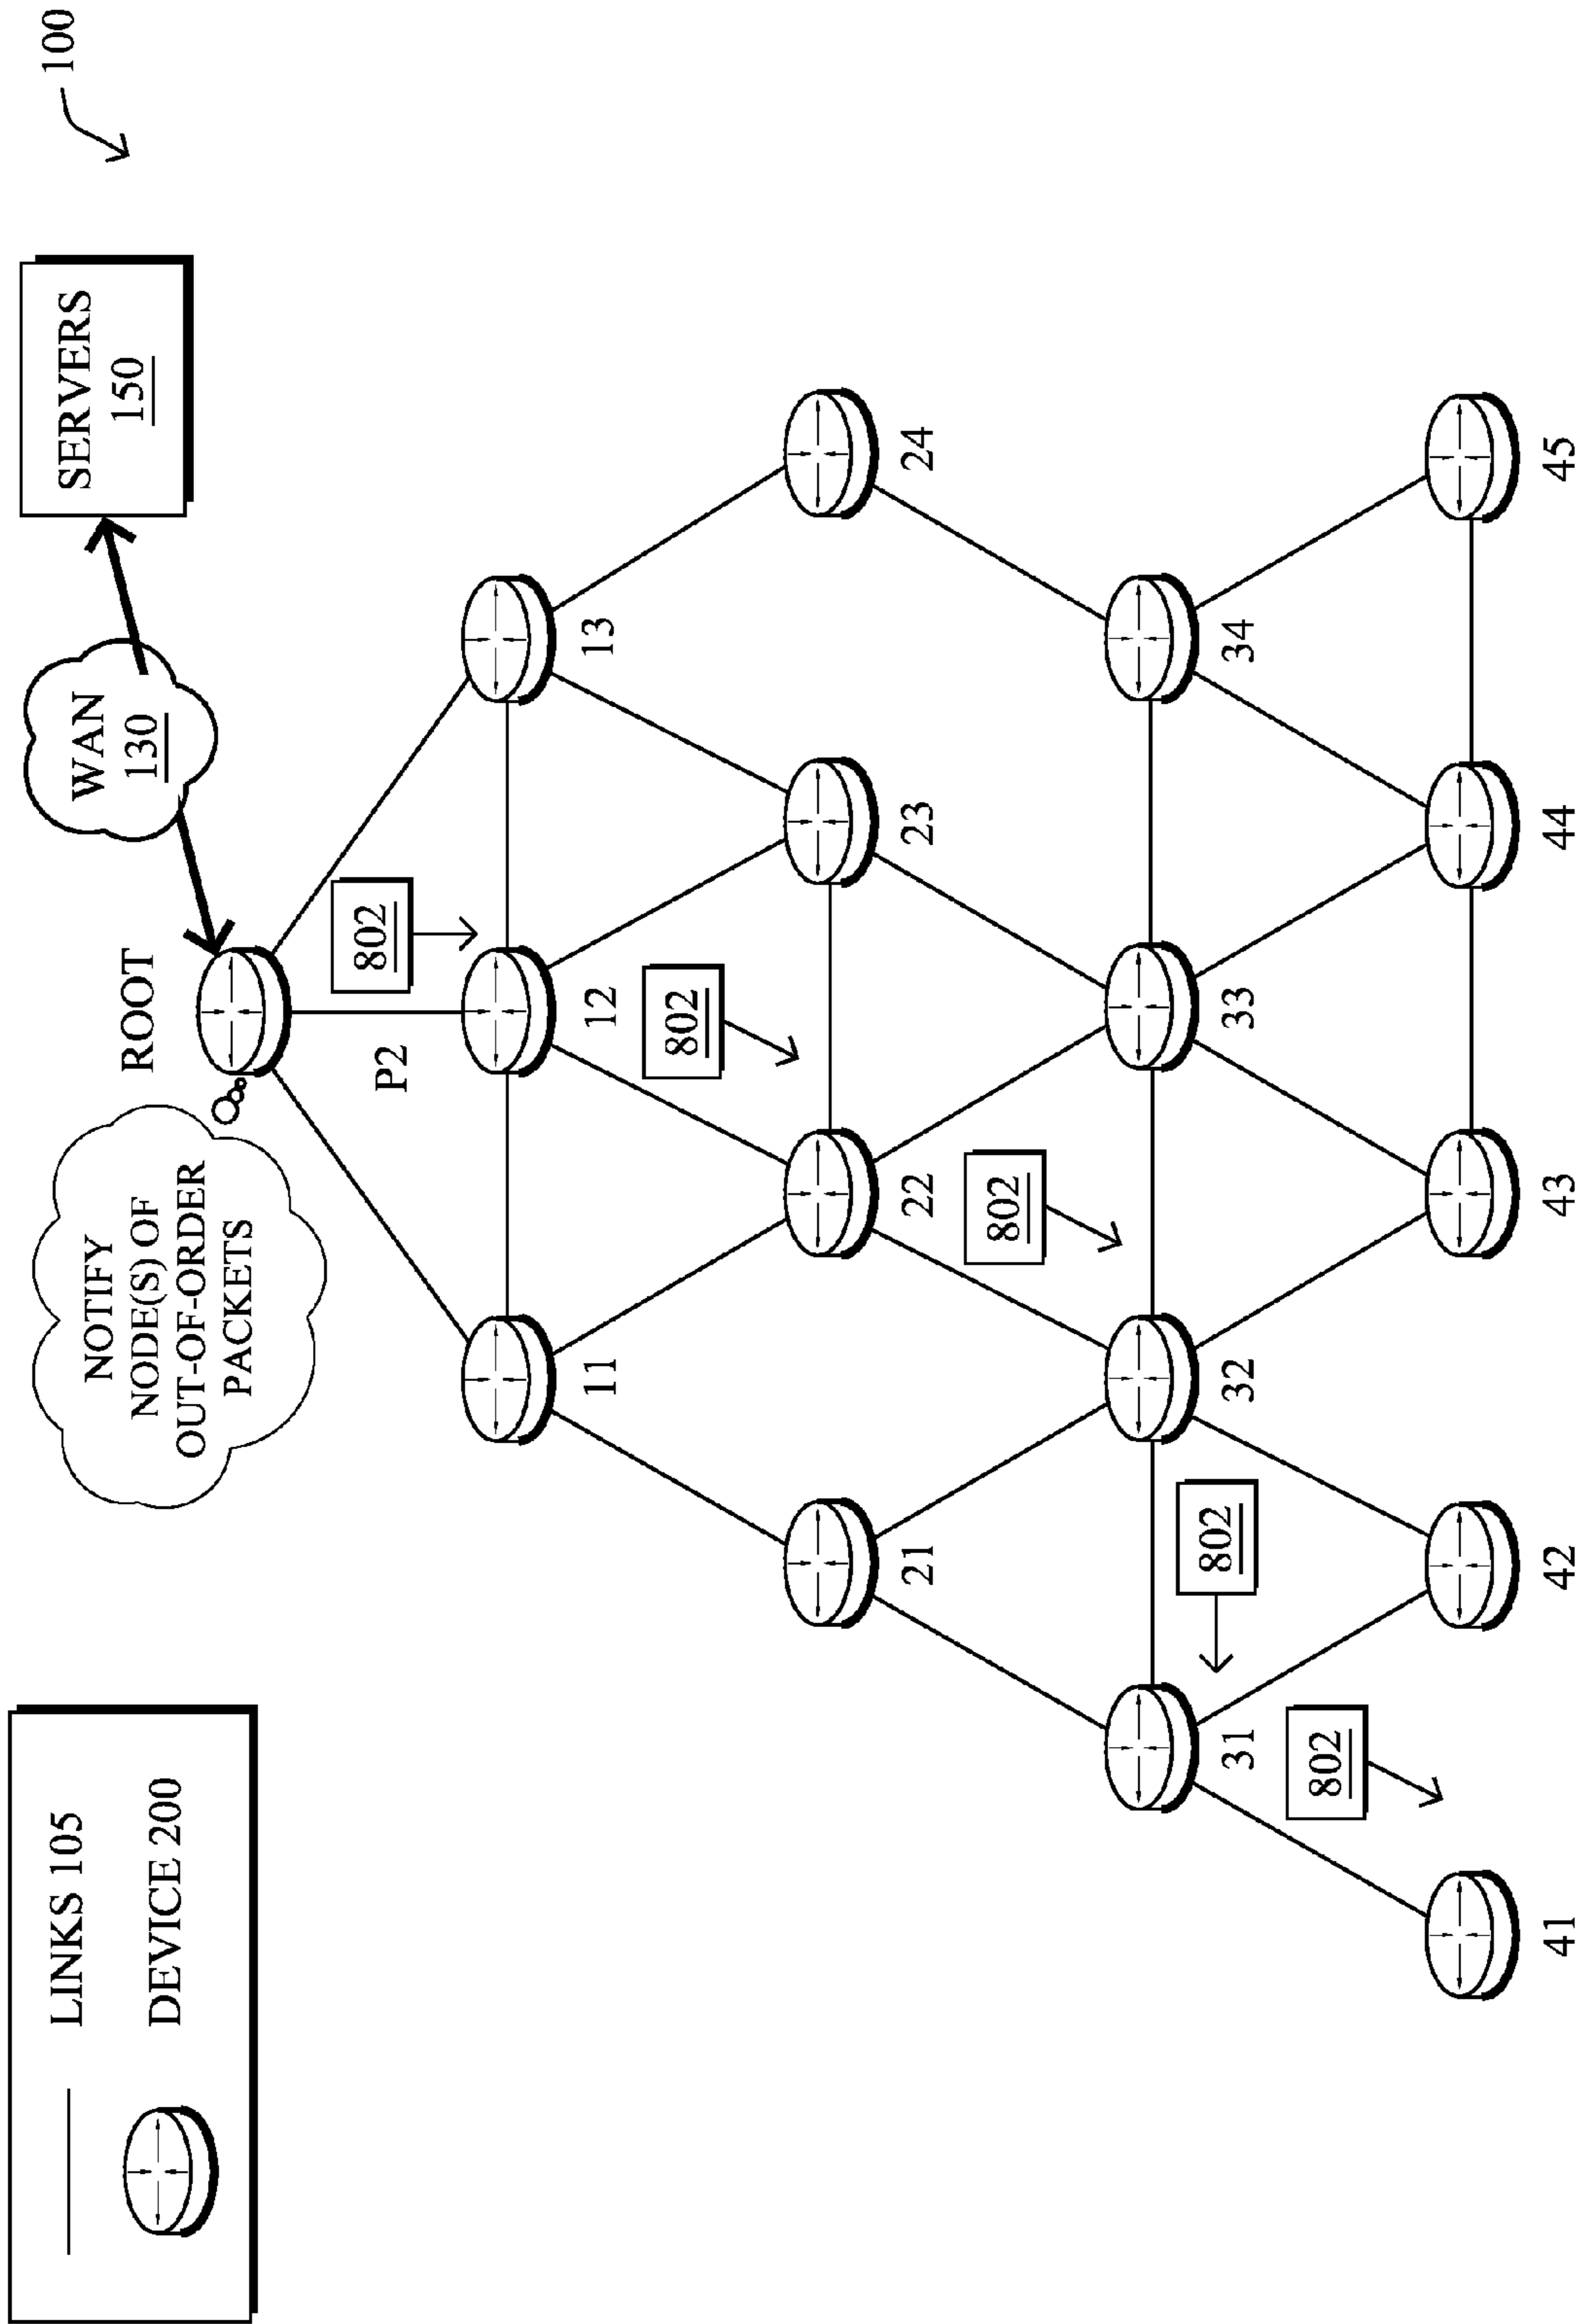 LINKS 105
DEVICE 200
NOTIFY
NODE(S) OF
OUT-OF-ORDER
PACKETS
ROOT
WAN
130
SERVERS
150
100
P2
802
11
12
13
802
21
22
23
24
802
31
32
33
34
802
802
41
42
43
44
45